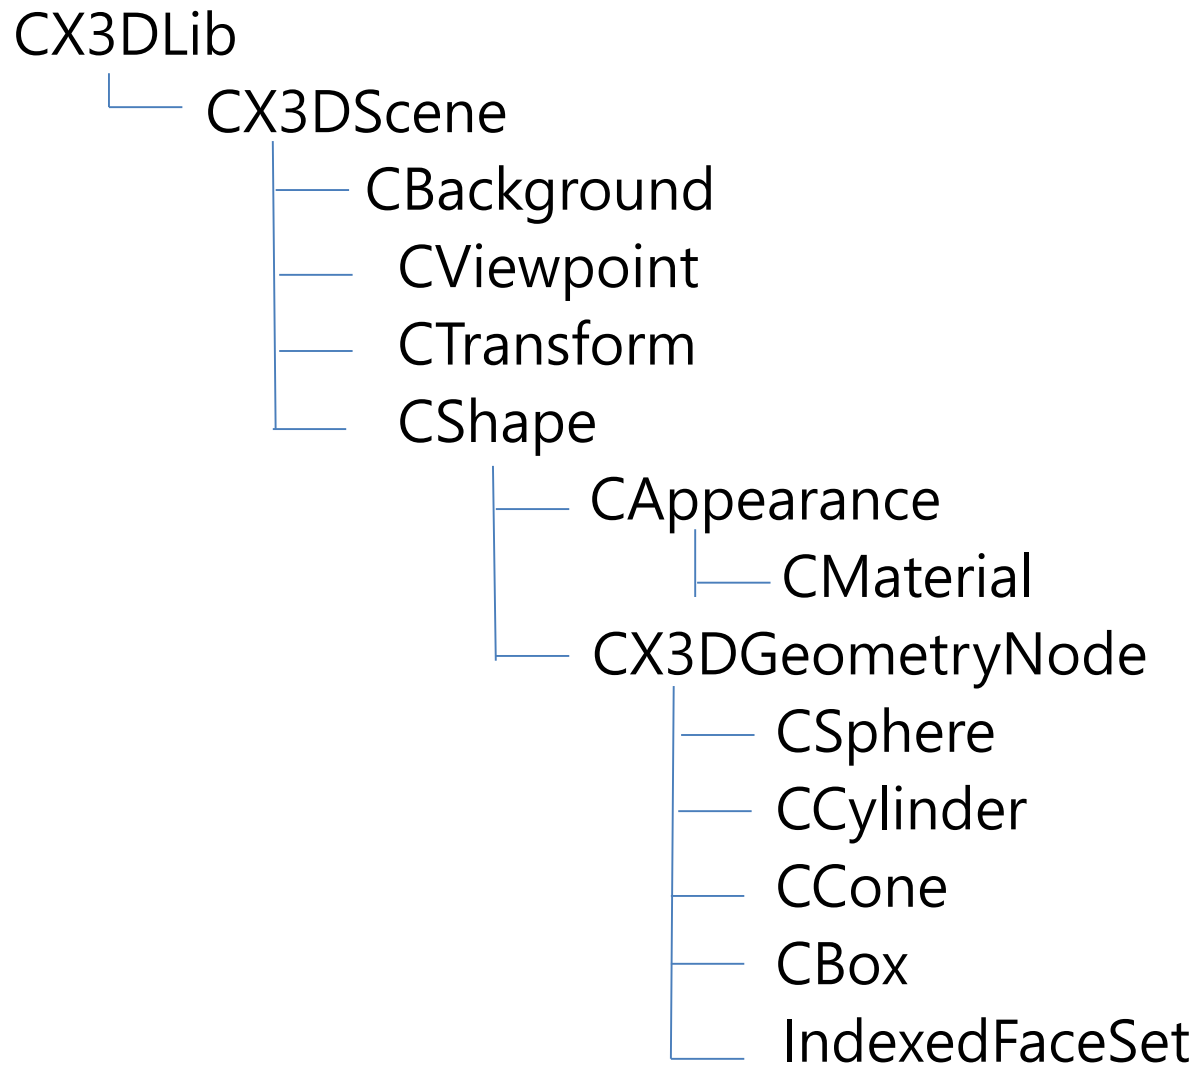 CX3DLib
CX3DScene
CBackground
CViewpoint
CTransform
CShape
CAppearance
CMaterial
CX3DGeometryNode
CSphere
CCylinder
CCone
CBox
IndexedFaceSet